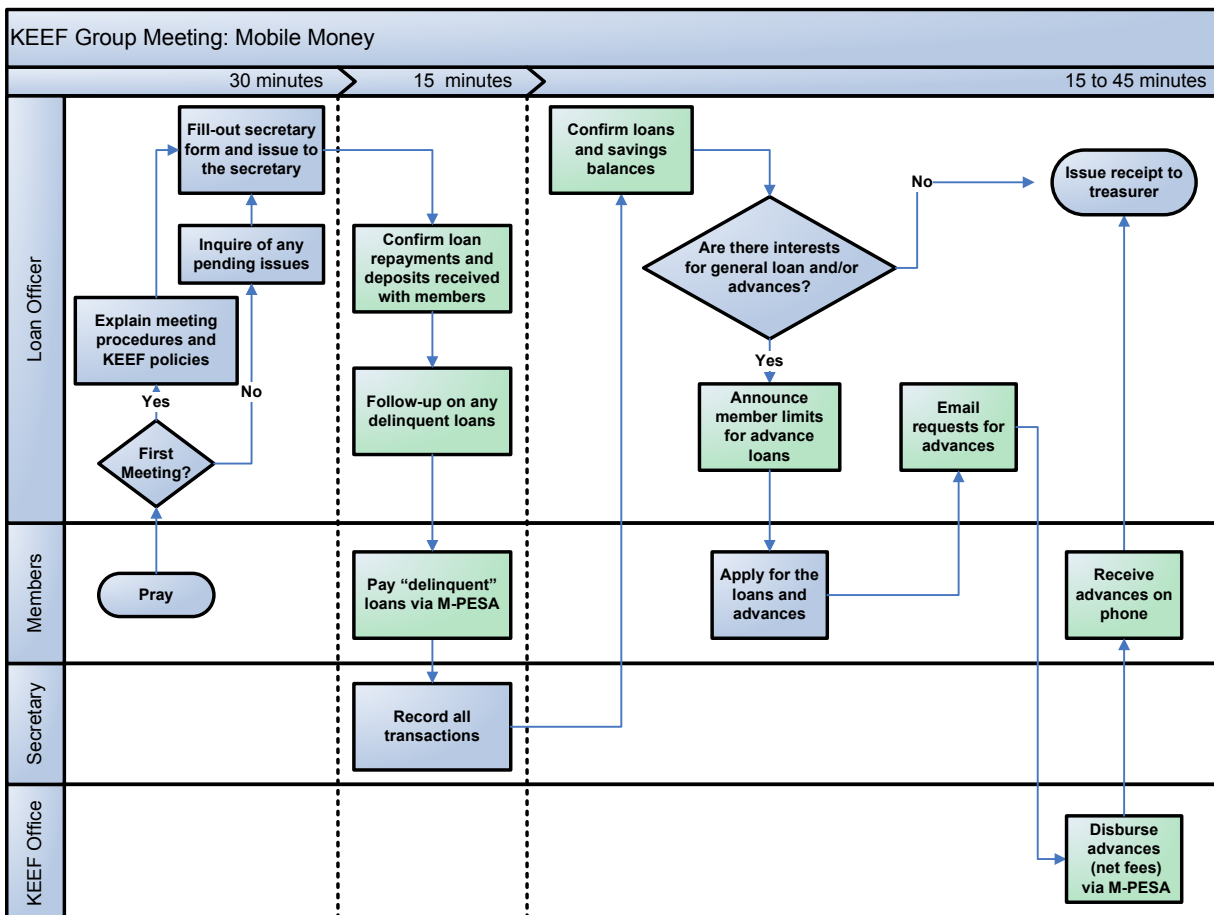 KEEF Group Meeting: Mobile Money
30 minutes
15 minutes
15 to 45 minutes
Loan Officer
Fill-out secretary
form and issue to
the secretary
Inquire of any
pending issues
Explain meeting
procedures and
KEEF policies
Yes
No
First
Meeting?
Confirm loan
repayments and
deposits received
with members
Follow-up on any
delinquent loans
Confirm loans
and savings
balances
Are there interests
for general loan and/or
advances?
No
Yes
Issue receipt to
treasurer
Announce
member limits
for advance
loans
Email
requests for
advances
Members
Pray
Pay “delinquent”
loans via M-PESA
Apply for the
loans and
advances
Receive
advances on
phone
Secretary
Record all
transactions
KEEF Office
Disburse
advances
(net fees)
via M-PESA